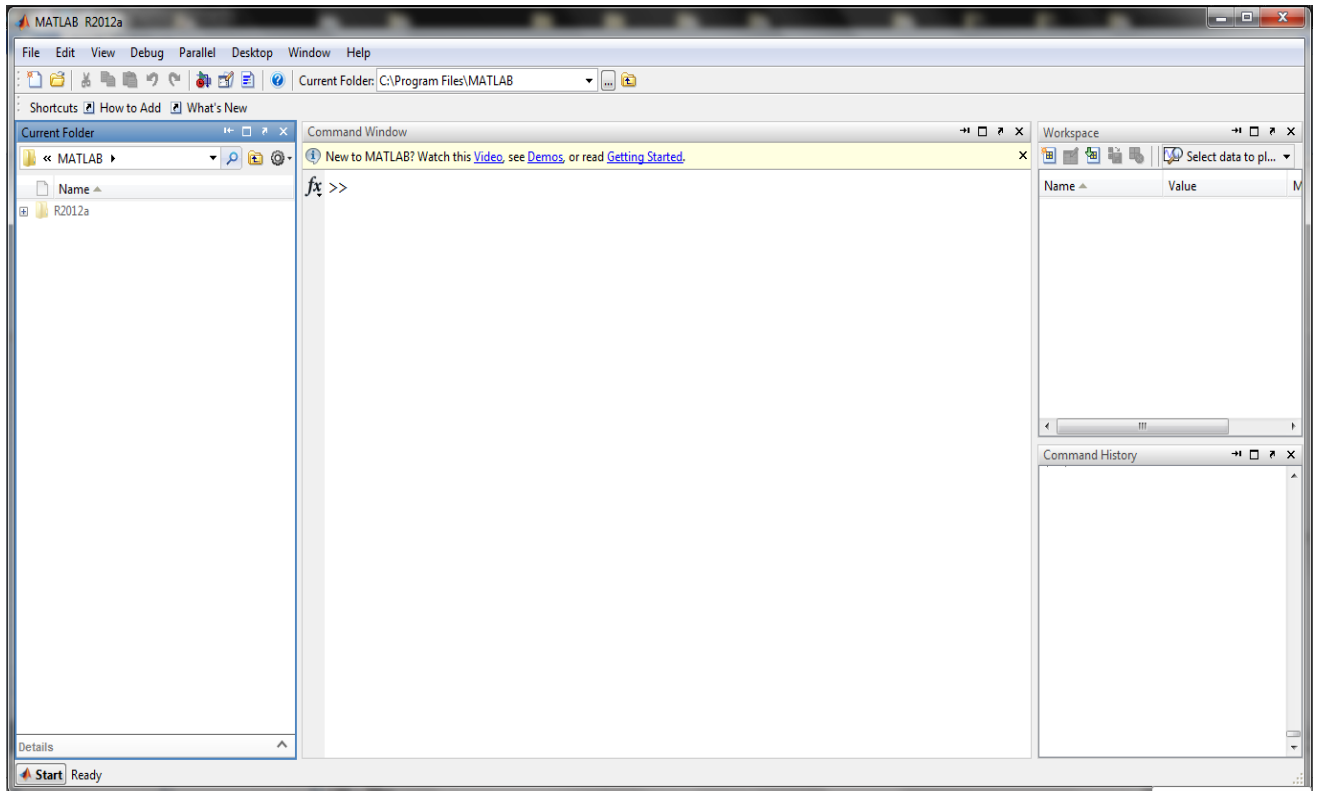 MATLAB R2012a
File Edit View Debug Parallel Desktop Window Help
Current Folder: C:\Program Files\MATLAB
Shortcuts How to Add What's New
Current Folder
« MATLAB
Name
R2012a
Details
Command Window
New to MATLAB? Watch this Video, see Demos, or read Getting Started.
fx >>
Workspace
Select data to pl...
Name Value M
Command History
Start Ready